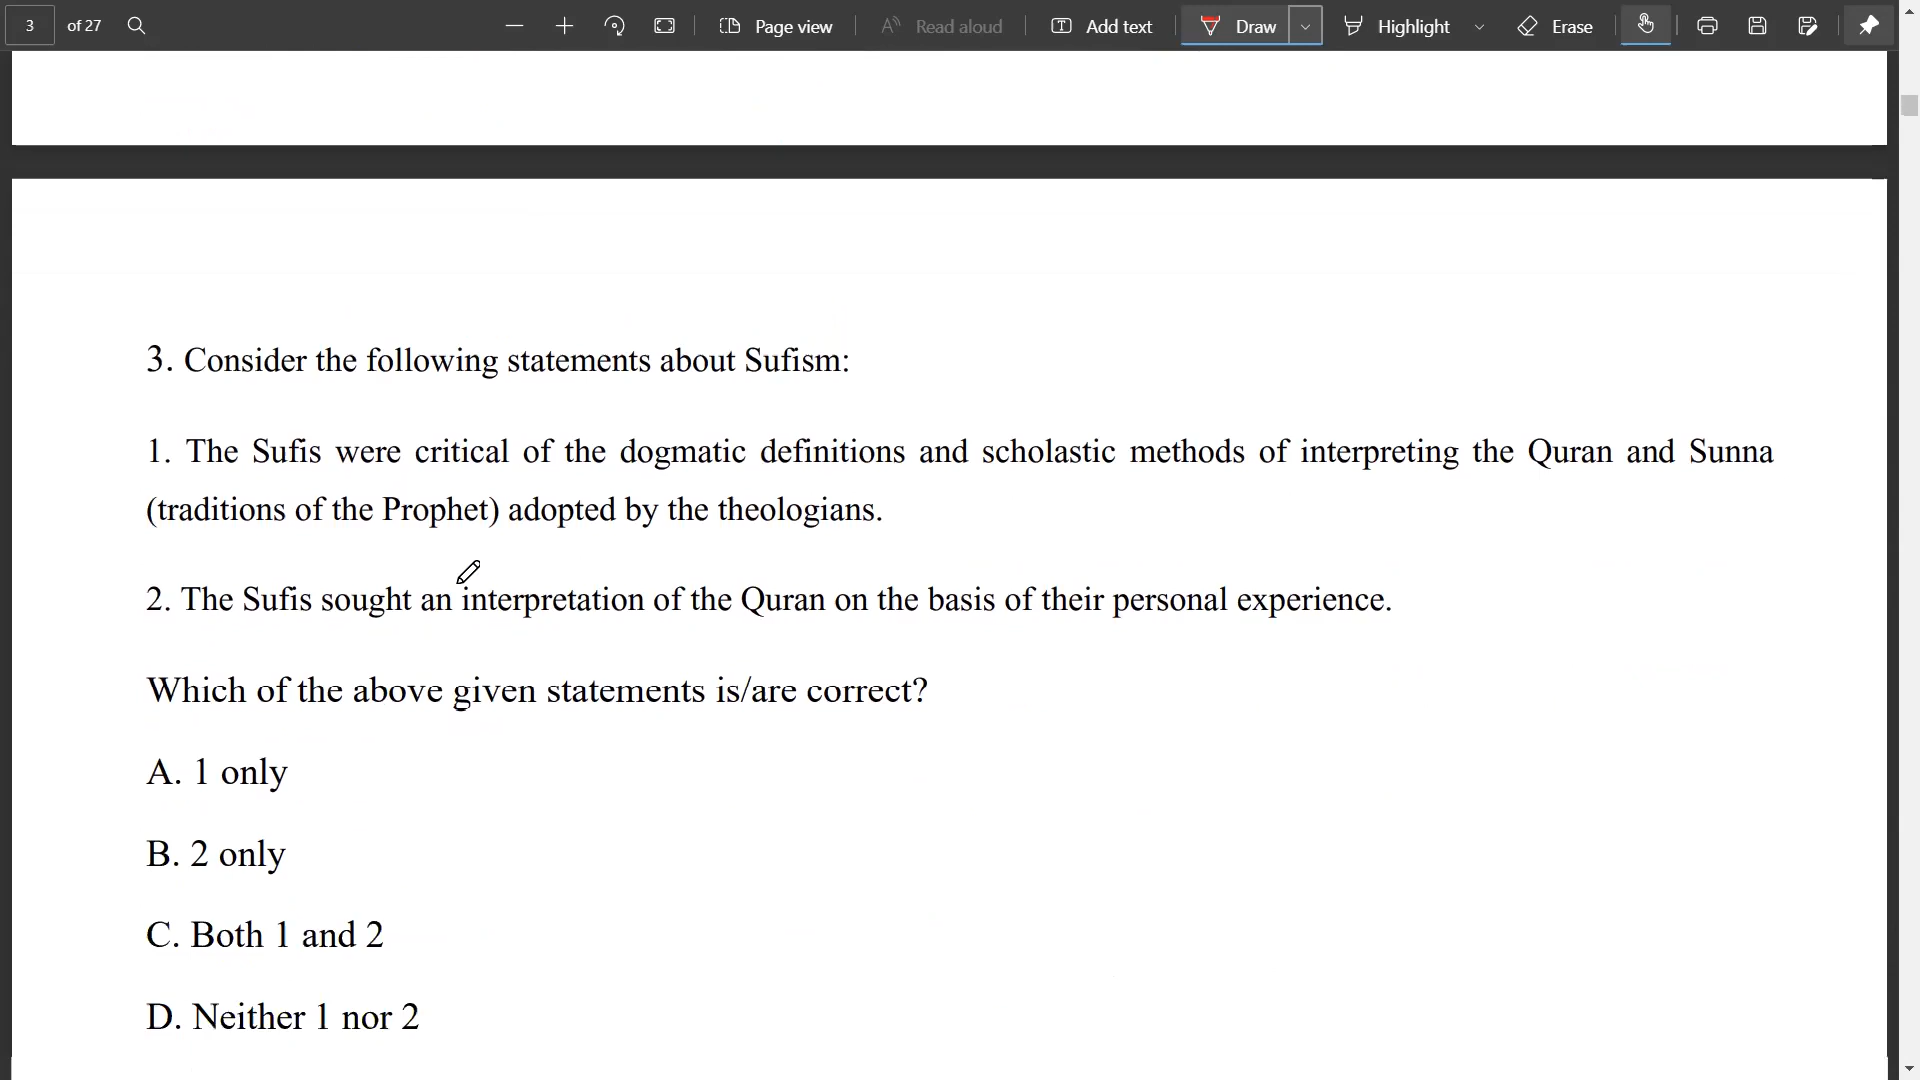 3 of 27 Page view Read aloud Add text Draw Highlight Erase
3. Consider the following statements about Sufism:
1. The Sufis were critical of the dogmatic definitions and scholastic methods of interpreting the Quran and Sunna
(traditions of the Prophet) adopted by the theologians.
2. The Sufis sought an interpretation of the Quran on the basis of their personal experience.
Which of the above given statements is/are correct?
A. 1 only
B. 2 only
C. Both 1 and 2
D. Neither 1 nor 2